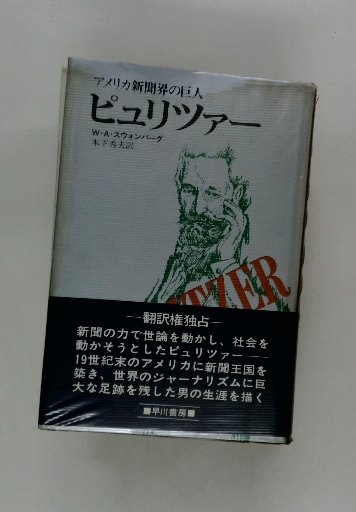 アメリカ新聞界の巨人
ピュリツァー
W・A・スウォンバーグ
木下秀夫訳
TZER
—翻訳権独占—
新聞の力で世論を動かし、社会を
動かそうとしたピュリツァー——
19世紀末のアメリカに新聞王国を
築き、世界のジャーナリズムに巨
大な足跡を残した男の生涯を描く
■早川書房■